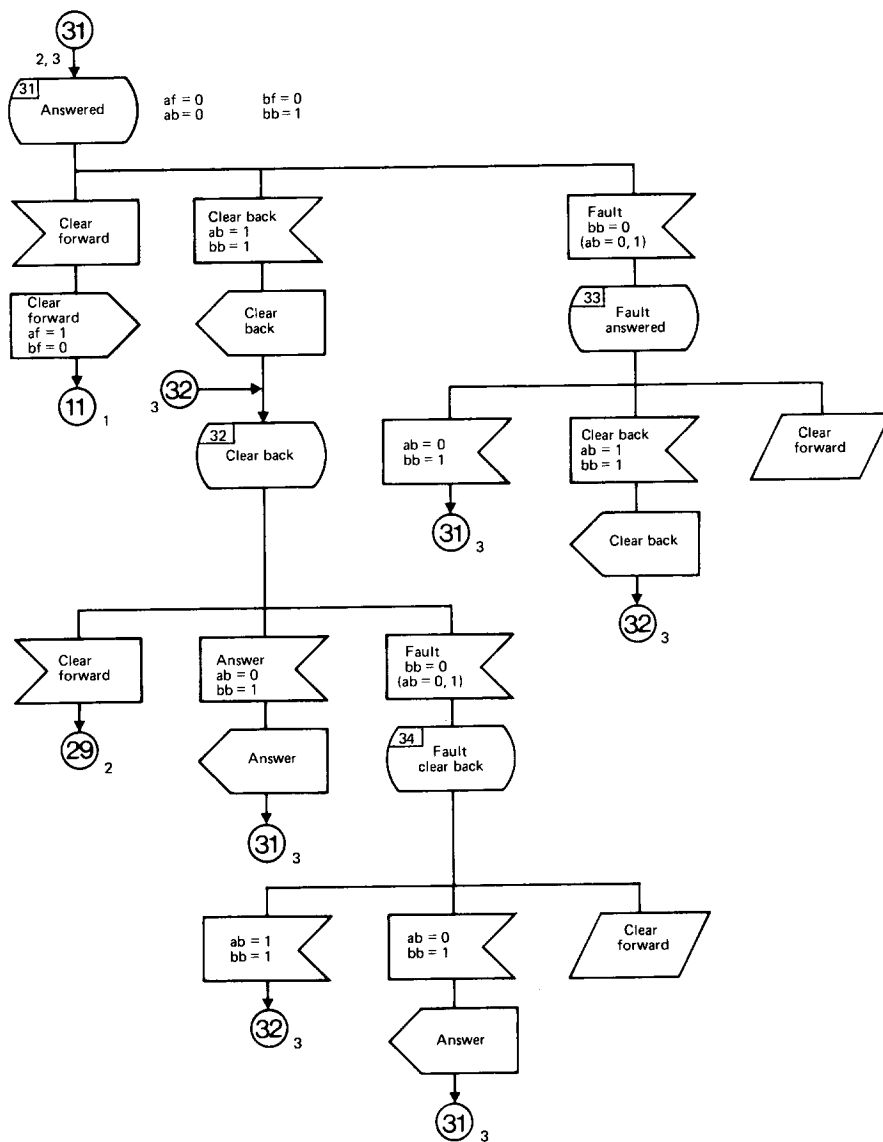 31
2, 3
31
Answered
af = 0
ab = 0
bf = 0
bb = 1
Clear
forward
Clear back
ab = 1
bb = 1
Fault
bb = 0
(ab = 0, 1)
Clear
forward
af = 1
bf = 0
Clear
back
33
Fault
answered
11
1
32
3
32
Clear back
ab = 0
bb = 1
Clear back
ab = 1
bb = 1
Clear
forward
31
3
Clear back
32
3
Clear
forward
Answer
ab = 0
bb = 1
Fault
bb = 0
(ab = 0, 1)
29
2
Answer
34
Fault
clear back
31
3
ab = 1
bb = 1
ab = 0
bb = 1
Clear
forward
32
3
Answer
31
3